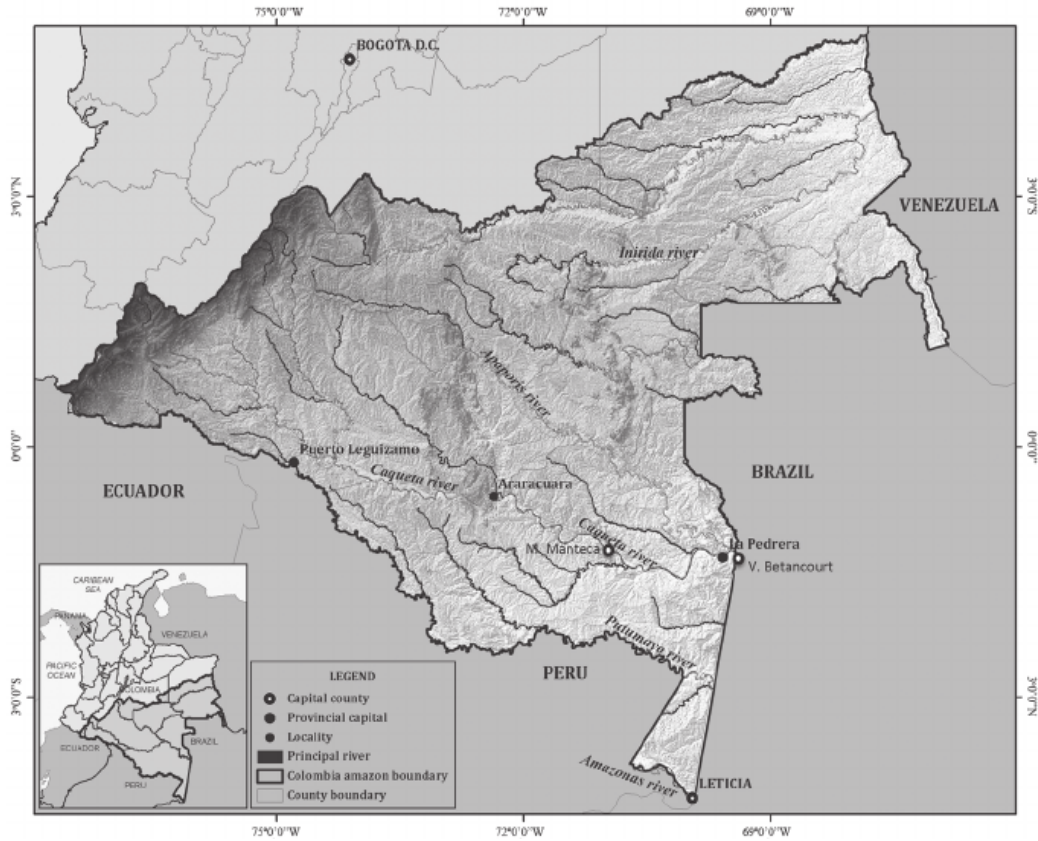 75°0'0"W
72°0'0"W
69°0'0"W
BOGOTA D.C.
3°0'0"N
3°0'0"S
VENEZUELA
Inirida river
Apaporis river
0°0'0"
0°0'0"
Puerto Leguizamo
BRAZIL
Caqueta river
Araracuara
ECUADOR
Caqueta river
M. Manteca
La Pedrera
V. Betancourt
Putumayo river
PERU
3°0'0"S
3°0'0"N
Amazonas river
LETICIA
CARIBEAN
SEA
PANAMA
VENEZUELA
PACIFIC
OCEAN
COLOMBIA
ECUADOR
BRAZIL
PERU
LEGEND
Capital county
Provincial capital
Locality
Principal river
Colombia amazon boundary
County boundary
75°0'0"W
72°0'0"W
69°0'0"W